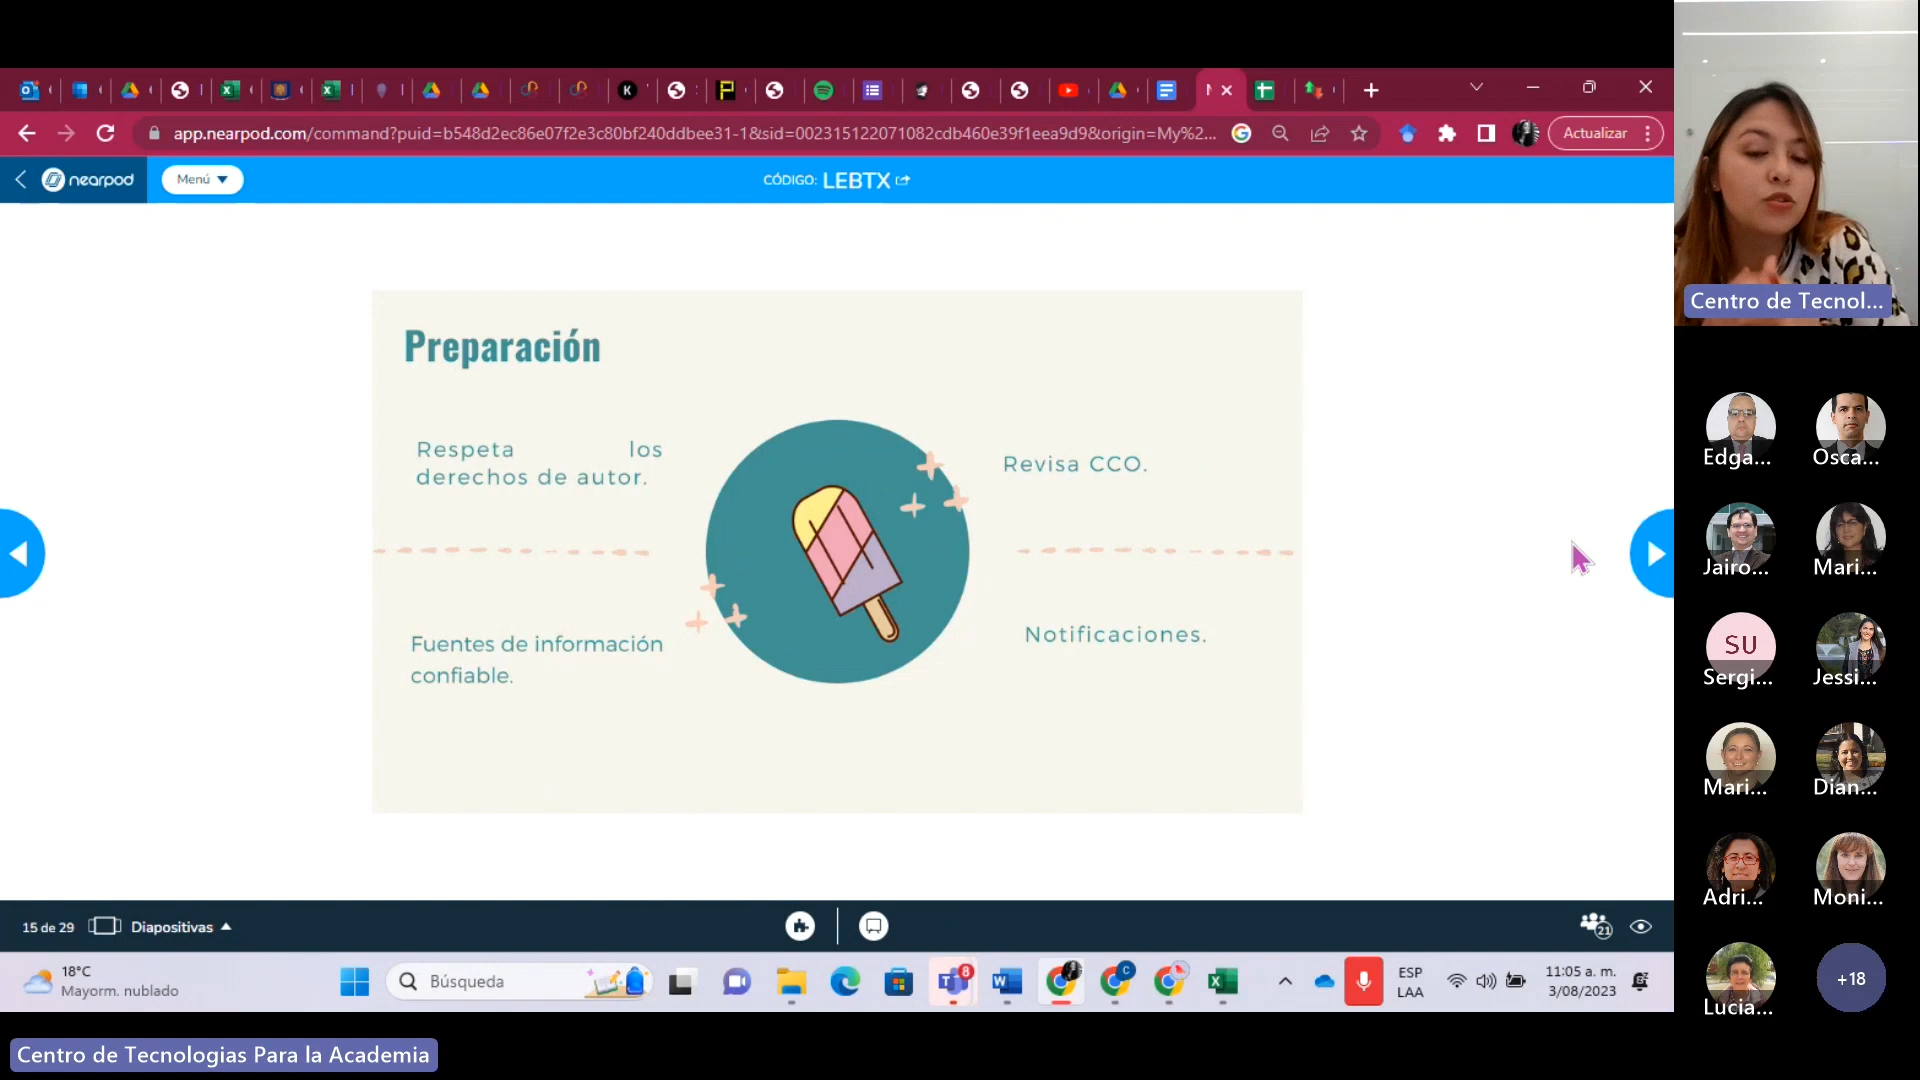 app.nearpod.com/command?puid=b548d2ec86e07f2e3c80bf240ddbee31-1&sid=002315122071082cdb460e39f1eea9d9&origin=My%2...
Actualizar
nearpod
Menú
CÓDIGO: LEBTX
Preparación
Respeta los
derechos de autor.
Revisa CCO.
Fuentes de información
confiable.
Notificaciones.
15 de 29
Diapositivas
21
18°C
Mayorm. nublado
Búsqueda
8
ESP
LAA
11:05 a. m.
3/08/2023
Centro de Tecnologias Para la Academia
Centro de Tecnol...
Edga...
Osca...
Jairo...
Mari...
SU
Sergi...
Jessi...
Mari...
Dian...
Adri...
Moni...
Lucia...
+18